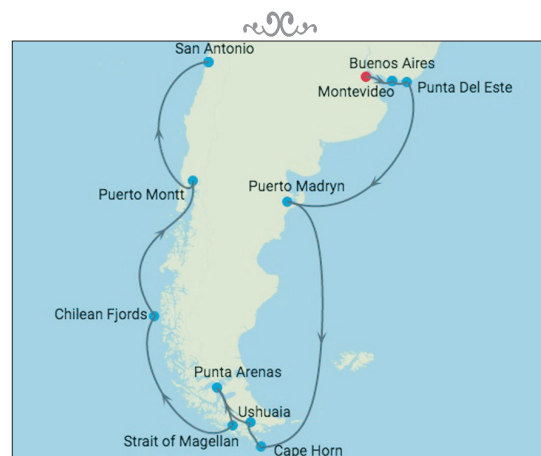 San Antonio
Buenos Aires
Montevideo
Punta Del Este
Puerto Montt
Puerto Madryn
Chilean Fjords
Punta Arenas
Ushuaia
Strait of Magellan
Cape Horn